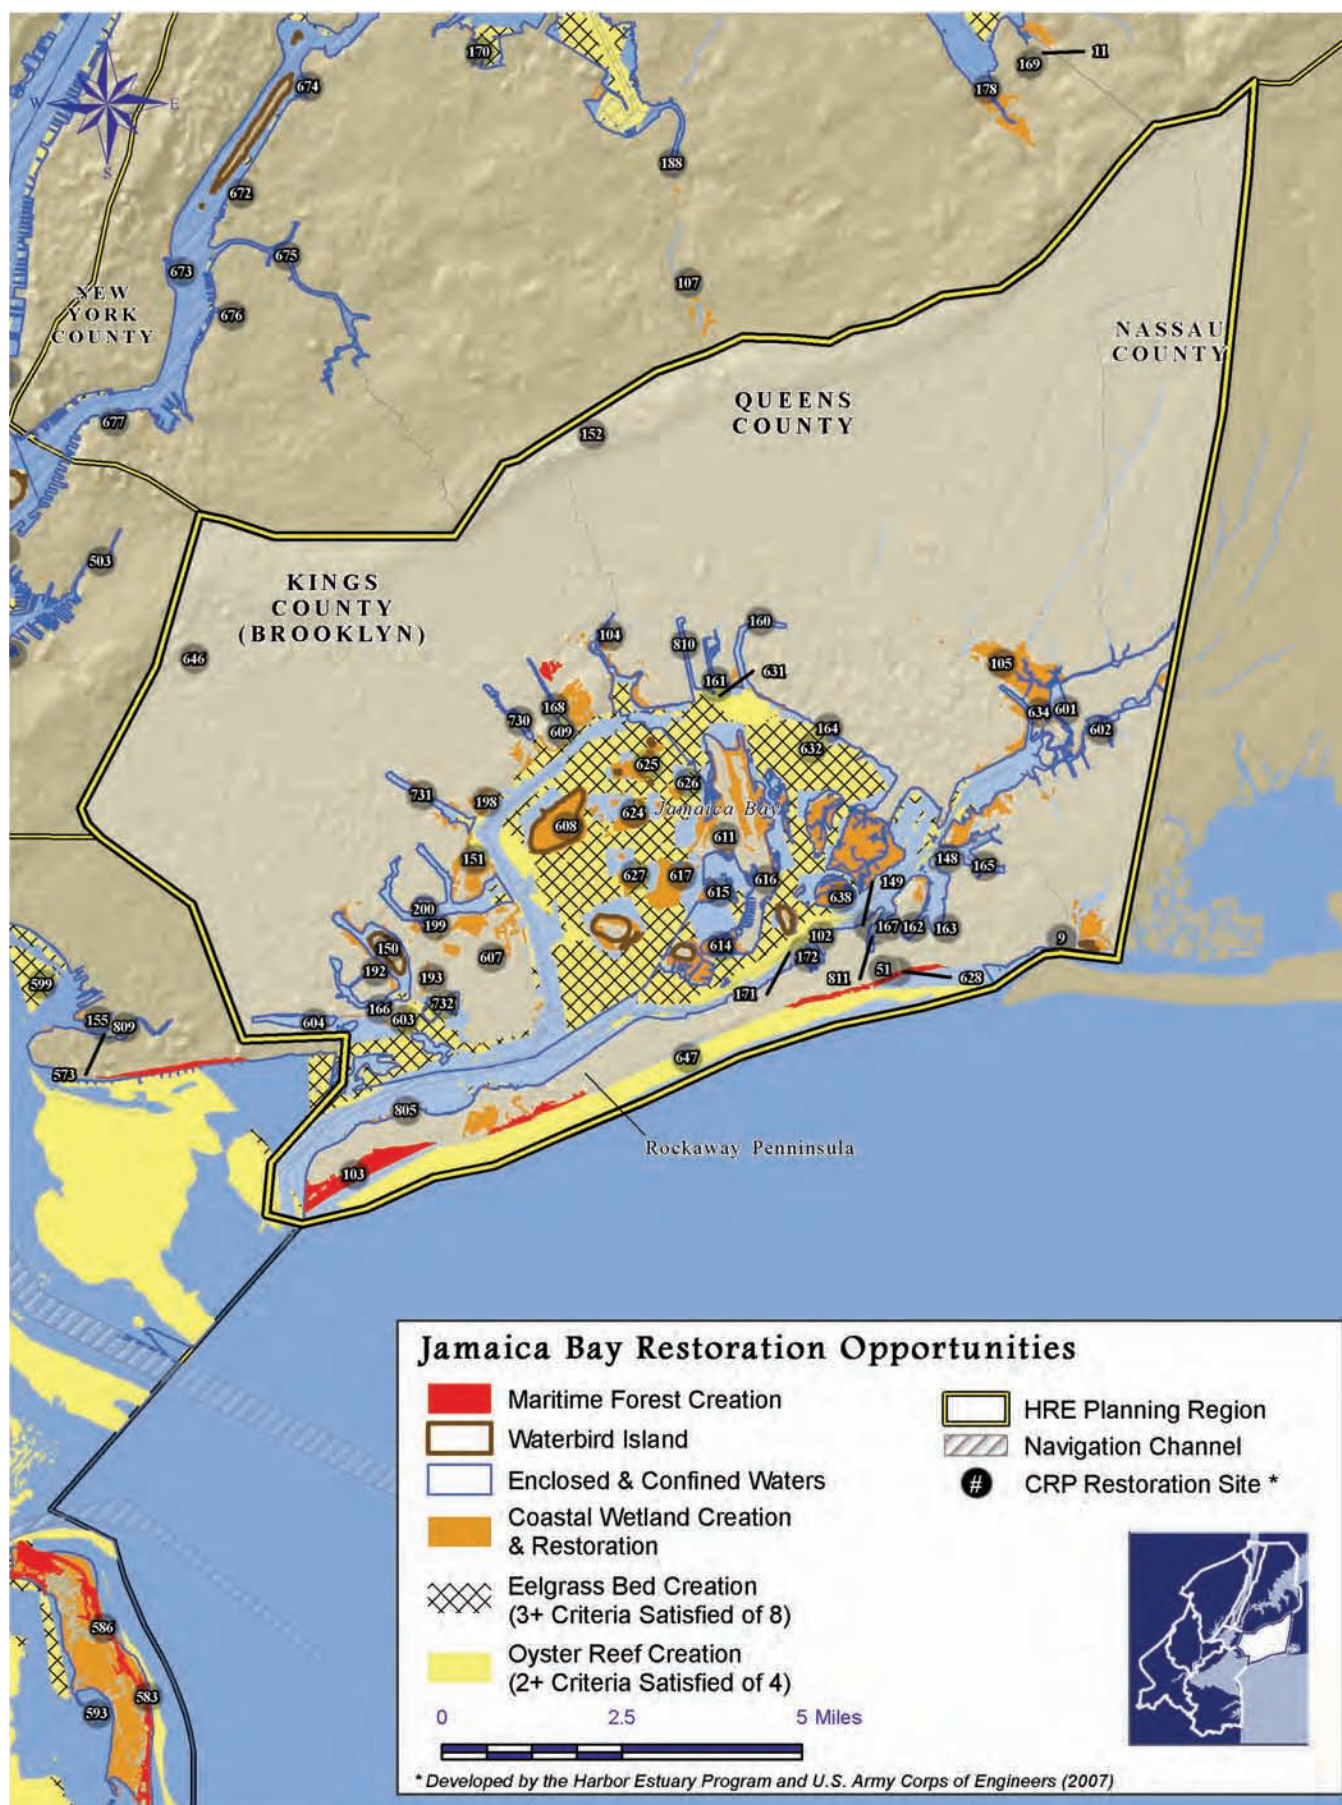 170
11
169
178
674
188
W
E
S
672
675
673
107
676
NEW
YORK
COUNTY
NASSAU
COUNTY
QUEENS
COUNTY
677
152
503
KINGS
COUNTY
(BROOKLYN)
646
104
810
160
161
631
105
168
730
609
634
601
602
164
632
625
626
731
198
608
624
Jamaica Bay
611
151
627
617
615
616
638
149
148
165
200
199
150
607
614
102
172
167
162
163
9
192
193
599
166
603
732
604
171
811
51
628
155
809
573
647
805
Rockaway Penninsula
103
Jamaica Bay Restoration Opportunities
Maritime Forest Creation
Waterbird Island
Enclosed & Confined Waters
Coastal Wetland Creation
& Restoration
Eelgrass Bed Creation
(3+ Criteria Satisfied of 8)
Oyster Reef Creation
(2+ Criteria Satisfied of 4)
HRE Planning Region
Navigation Channel
# CRP Restoration Site *
0 2.5 5 Miles
* Developed by the Harbor Estuary Program and U.S. Army Corps of Engineers (2007)
586
583
593